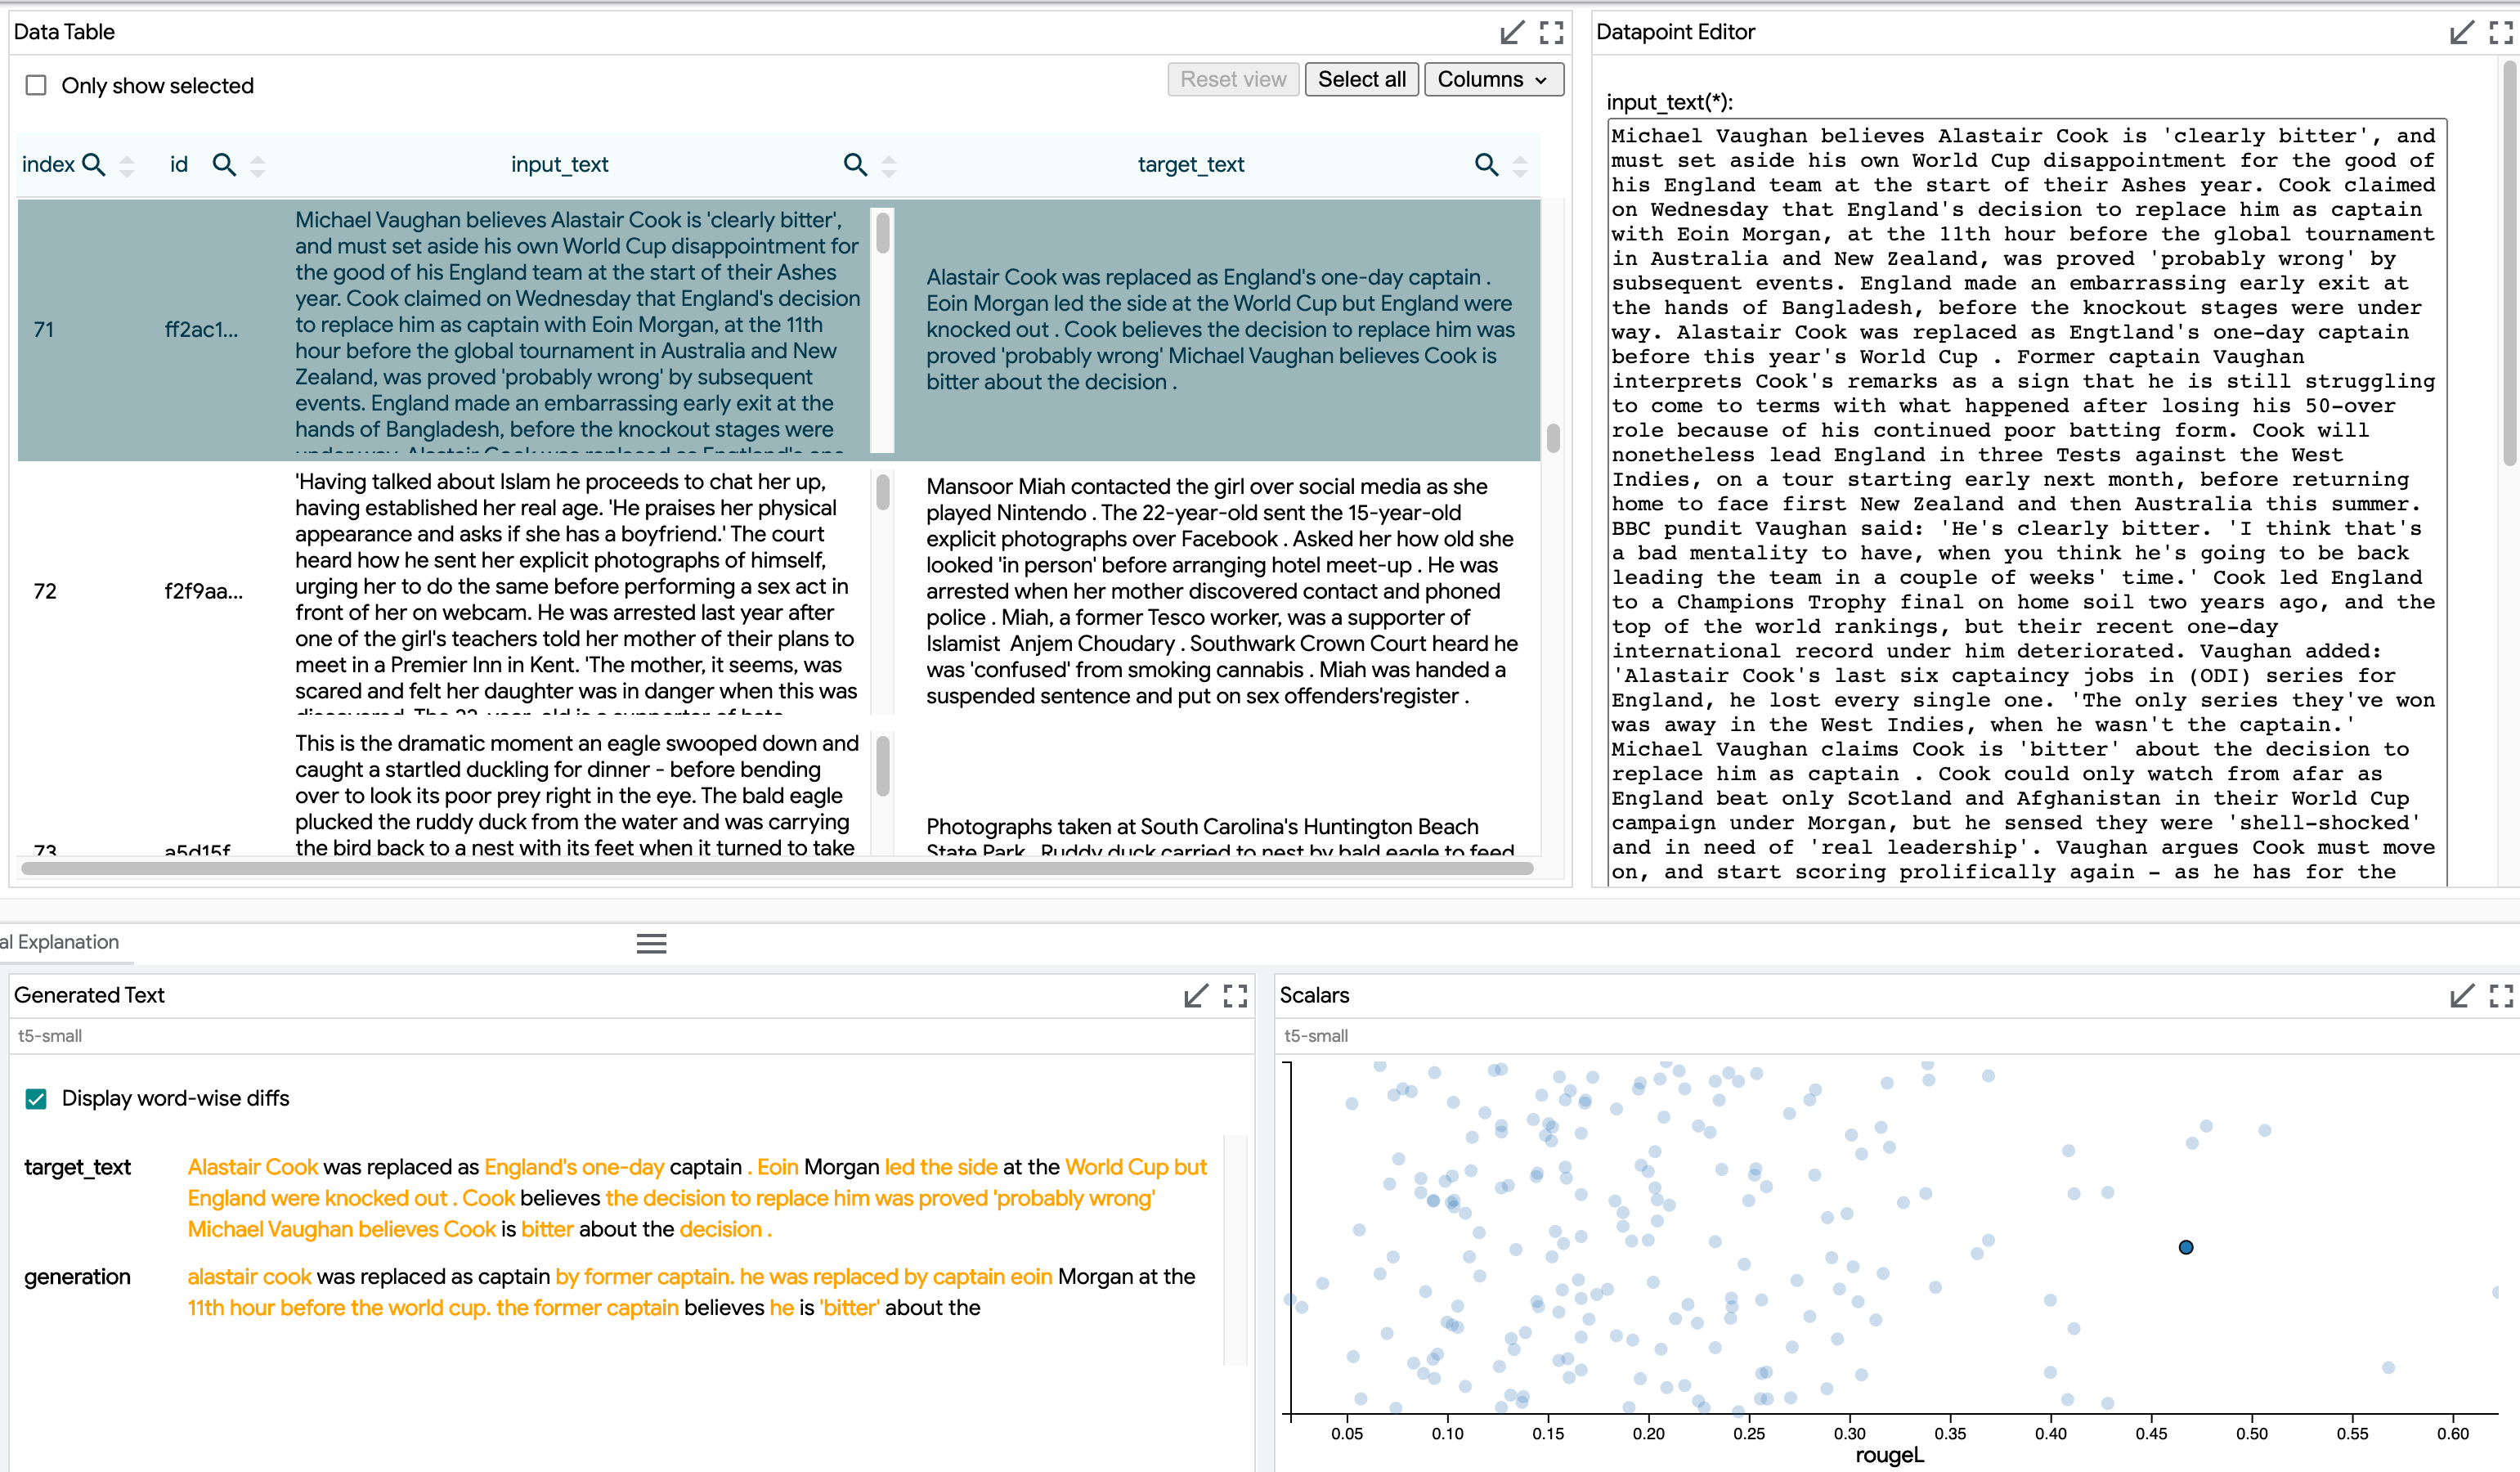 Data Table
Only show selected
Reset view
Select all
Columns
index
id
input_text
target_text
71
ff2ac1...
Michael Vaughan believes Alastair Cook is 'clearly bitter',
and must set aside his own World Cup disappointment for
the good of his England team at the start of their Ashes
year. Cook claimed on Wednesday that England's decision
to replace him as captain with Eoin Morgan, at the 11th
hour before the global tournament in Australia and New
Zealand, was proved 'probably wrong' by subsequent
events. England made an embarrassing early exit at the
hands of Bangladesh, before the knockout stages were
under way. Alastair Cook was replaced as Engtland's one-
Alastair Cook was replaced as England's one-day captain .
Eoin Morgan led the side at the World Cup but England were
knocked out . Cook believes the decision to replace him was
proved 'probably wrong' Michael Vaughan believes Cook is
bitter about the decision .
72
f2f9aa...
'Having talked about Islam he proceeds to chat her up,
having established her real age. 'He praises her physical
appearance and asks if she has a boyfriend.' The court
heard how he sent her explicit photographs of himself,
urging her to do the same before performing a sex act in
front of her on webcam. He was arrested last year after
one of the girl's teachers told her mother of their plans to
meet in a Premier Inn in Kent. 'The mother, it seems, was
scared and felt her daughter was in danger when this was
discovered. The 22-year-old is a supporter of hate
Mansoor Miah contacted the girl over social media as she
played Nintendo . The 22-year-old sent the 15-year-old
explicit photographs over Facebook . Asked her how old she
looked 'in person' before arranging hotel meet-up . He was
arrested when her mother discovered contact and phoned
police . Miah, a former Tesco worker, was a supporter of
Islamist  Anjem Choudary . Southwark Crown Court heard he
was 'confused' from smoking cannabis . Miah was handed a
suspended sentence and put on sex offenders'register .
73
a5d15f
This is the dramatic moment an eagle swooped down and
caught a startled duckling for dinner - before bending
over to look its poor prey right in the eye. The bald eagle
plucked the ruddy duck from the water and was carrying
the bird back to a nest with its feet when it turned to take
Photographs taken at South Carolina's Huntington Beach
State Park . Ruddy duck carried to nest by bald eagle to feed
Datapoint Editor
input_text(*):
Michael Vaughan believes Alastair Cook is 'clearly bitter', and
must set aside his own World Cup disappointment for the good of
his England team at the start of their Ashes year. Cook claimed
on Wednesday that England's decision to replace him as captain
with Eoin Morgan, at the 11th hour before the global tournament
in Australia and New Zealand, was proved 'probably wrong' by
subsequent events. England made an embarrassing early exit at
the hands of Bangladesh, before the knockout stages were under
way. Alastair Cook was replaced as Engtland's one-day captain
before this year's World Cup . Former captain Vaughan
interprets Cook's remarks as a sign that he is still struggling
to come to terms with what happened after losing his 50-over
role because of his continued poor batting form. Cook will
nonetheless lead England in three Tests against the West
Indies, on a tour starting early next month, before returning
home to face first New Zealand and then Australia this summer.
BBC pundit Vaughan said: 'He's clearly bitter. 'I think that's
a bad mentality to have, when you think he's going to be back
leading the team in a couple of weeks' time.' Cook led England
to a Champions Trophy final on home soil two years ago, and the
top of the world rankings, but their recent one-day
international record under him deteriorated. Vaughan added:
'Alastair Cook's last six captaincy jobs in (ODI) series for
England, he lost every single one. 'The only series they've won
was away in the West Indies, when he wasn't the captain.'
Michael Vaughan claims Cook is 'bitter' about the decision to
replace him as captain . Cook could only watch from afar as
England beat only Scotland and Afghanistan in their World Cup
campaign under Morgan, but he sensed they were 'shell-shocked'
and in need of 'real leadership'. Vaughan argues Cook must move
on, and start scoring prolifically again - as he has for the
al Explanation
Generated Text
t5-small
Display word-wise diffs
target_text
Alastair Cook was replaced as England's one-day captain . Eoin Morgan led the side at the World Cup but
England were knocked out . Cook believes the decision to replace him was proved 'probably wrong'
Michael Vaughan believes Cook is bitter about the decision .
generation
alastair cook was replaced as captain by former captain. he was replaced by captain eoin Morgan at the
11th hour before the world cup. the former captain believes he is 'bitter' about the
Scalars
t5-small
0.05 0.10 0.15 0.20 0.25 0.30 0.35 0.40 0.45 0.50 0.55 0.60
rougeL